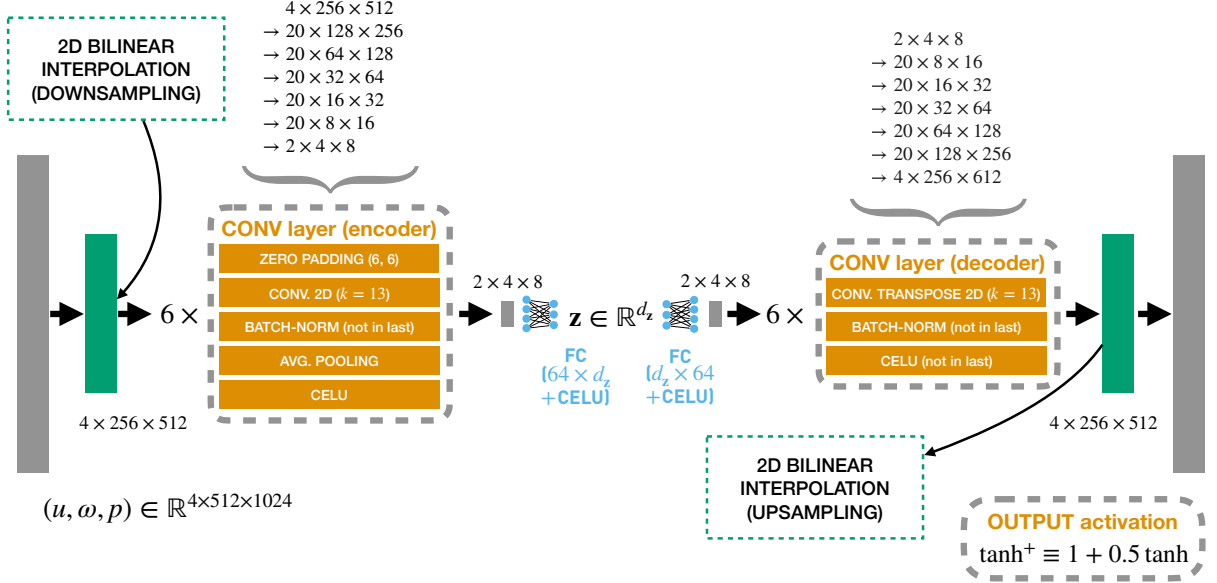 2D BILINEAR
INTERPOLATION
(DOWNSAMPLING)
4 × 256 × 512
→ 20 × 128 × 256
→ 20 × 64 × 128
→ 20 × 32 × 64
→ 20 × 16 × 32
→ 20 × 8 × 16
→ 2 × 4 × 8
CONV layer (encoder)
ZERO PADDING (6, 6)
CONV. 2D (k = 13)
BATCH-NORM (not in last)
AVG. POOLING
CELU
6 ×
4 × 256 × 512
(u, ω, p) ∈ ℝ^{4×512×1024}
2 × 4 × 8
FC
(64 × d_𝐳
+CELU)
𝐳 ∈ ℝ^{d_𝐳}
2 × 4 × 8
FC
(d_𝐳 × 64
+CELU)
6 ×
2 × 4 × 8
→ 20 × 8 × 16
→ 20 × 16 × 32
→ 20 × 32 × 64
→ 20 × 64 × 128
→ 20 × 128 × 256
→ 4 × 256 × 612
CONV layer (decoder)
CONV. TRANSPOSE 2D (k = 13)
BATCH-NORM (not in last)
CELU (not in last)
4 × 256 × 512
2D BILINEAR
INTERPOLATION
(UPSAMPLING)
OUTPUT activation
tanh⁺ ≡ 1 + 0.5 tanh